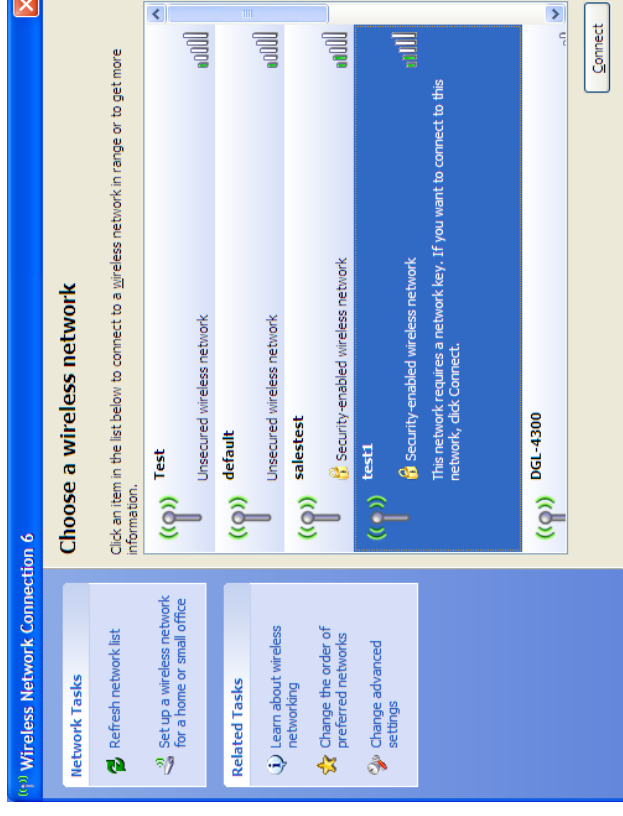 Wireless Network Connection 6
Network Tasks
Refresh network list
Set up a wireless network
for a home or small office
Related Tasks
Learn about wireless
networking
Change the order of
preferred networks
Change advanced
settings
Choose a wireless network
Click an item in the list below to connect to a wireless network in range or to get more
information.
Test
Unsecured wireless network
default
Unsecured wireless network
salestest
Security-enabled wireless network
test1
Security-enabled wireless network
This network requires a network key. If you want to connect to this
network, click Connect.
DGL-4300
Connect